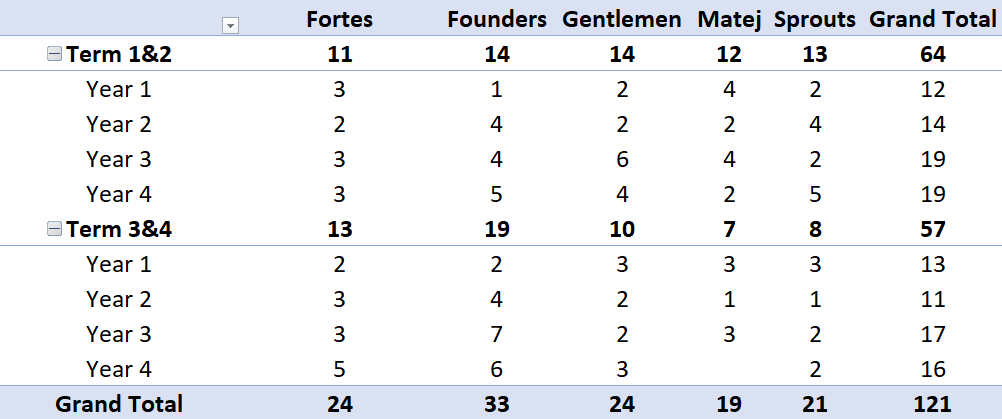 Fortes Founders Gentlemen Matej Sprouts Grand Total
Term 1&2 11 14 14 12 13 64
Year 1 3 1 2 4 2 12
Year 2 2 4 2 2 4 14
Year 3 3 4 6 4 2 19
Year 4 3 5 4 2 5 19
Term 3&4 13 19 10 7 8 57
Year 1 2 2 3 3 3 13
Year 2 3 4 2 1 1 11
Year 3 3 7 2 3 2 17
Year 4 5 6 3 2 16
Grand Total 24 33 24 19 21 121